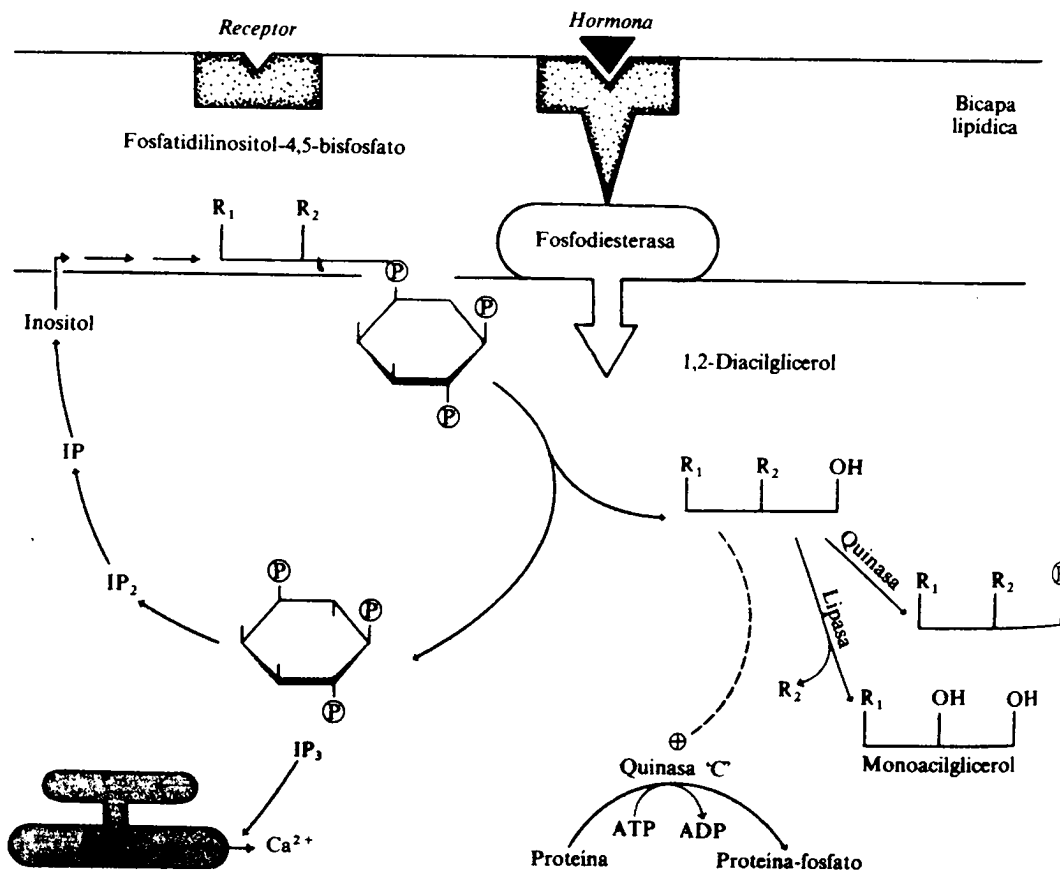 Receptor
Hormona
Bicapa
lipídica
Fosfatidilinositol-4,5-bisfosfato
R₁
R₂
Fosfodiesterasa
P
Inositol
P
1,2-Diacilglicerol
P
IP
R₁
R₂
OH
Quinasa
P
IP₂
P
Lipasa
R₁
R₂
P
R₂
R₁
OH
OH
P
IP₃
⊕
Monoacilglicerol
Quinasa "C"
Ca²⁺
ATP
ADP
Proteína
Proteína-fosfato